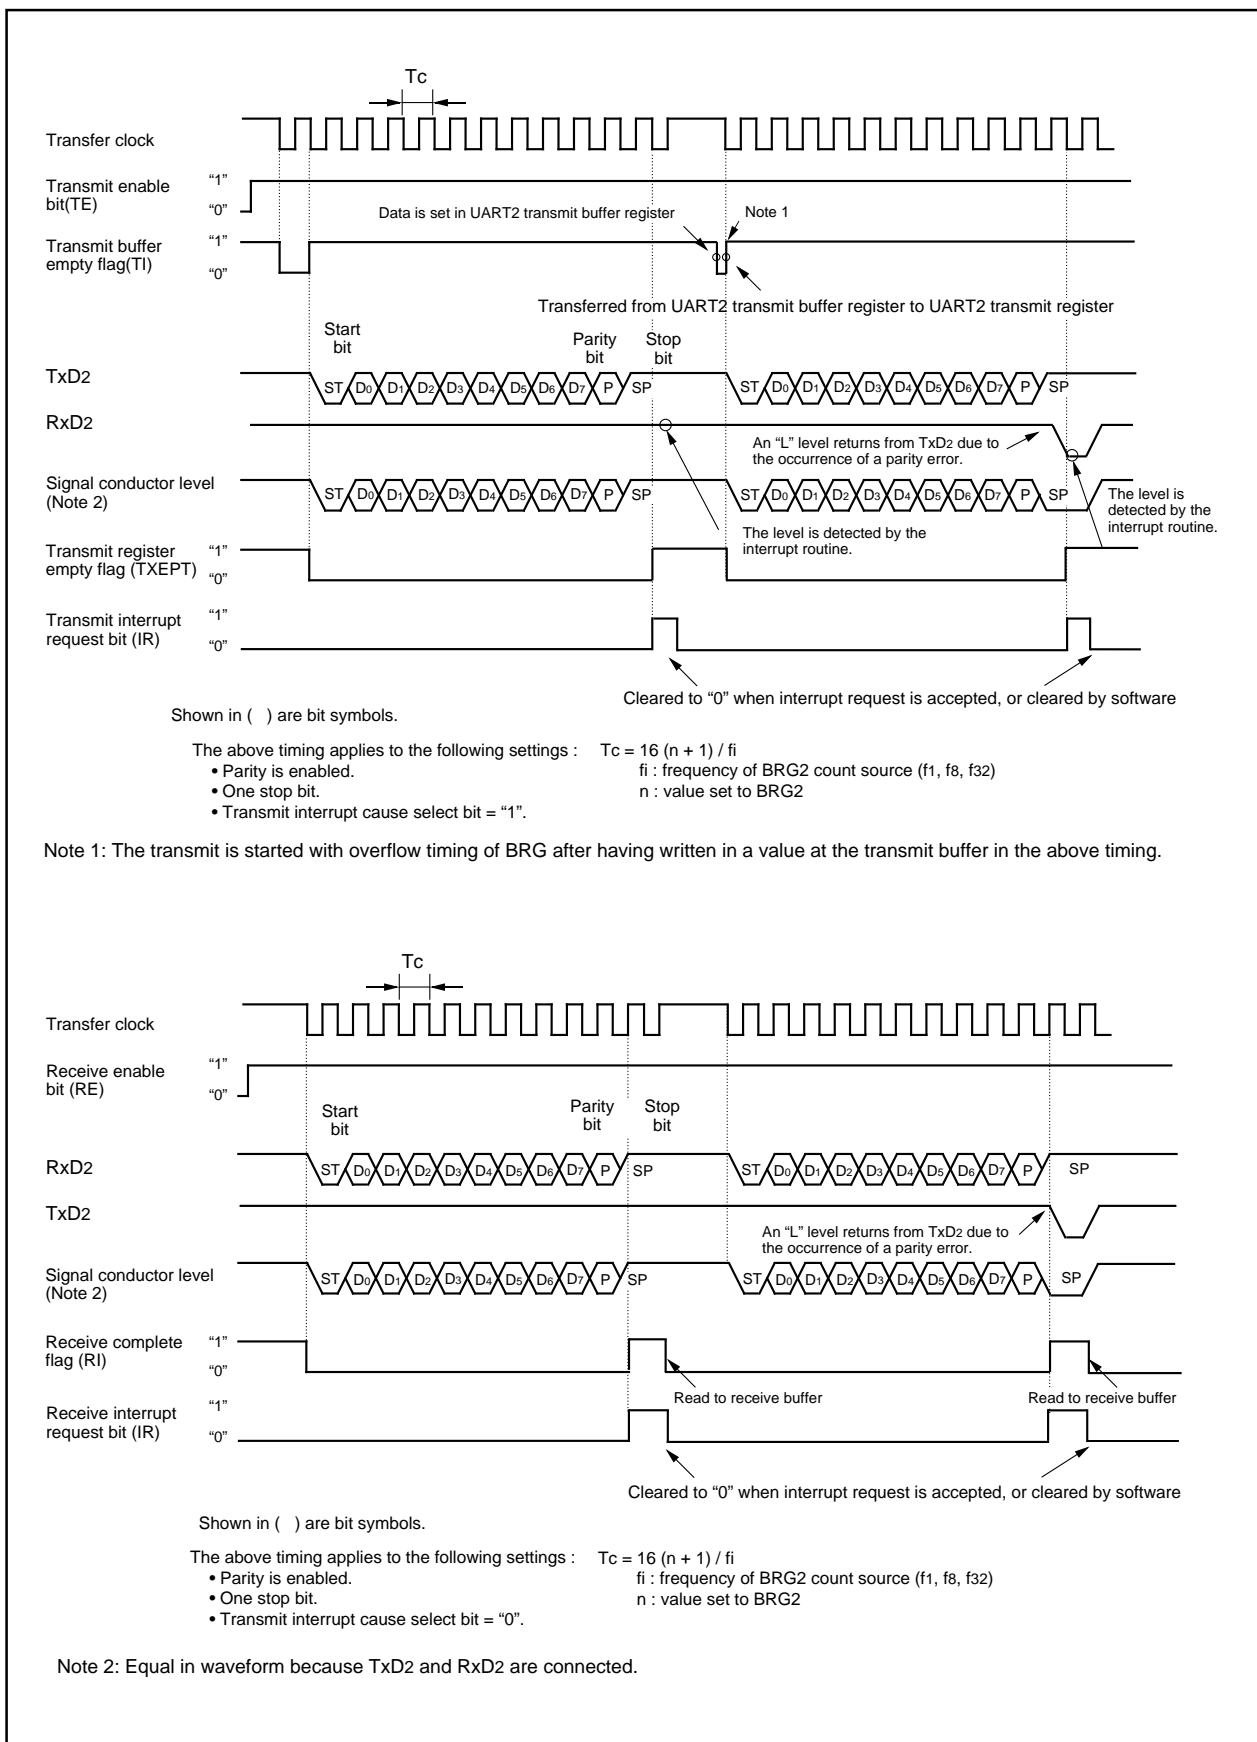 Tc
Transfer clock
Transmit enable
bit(TE)
“1”
“0”
Data is set in UART2 transmit buffer register
Note 1
Transmit buffer
empty flag(TI)
“1”
“0”
Transferred from UART2 transmit buffer register to UART2 transmit register
Start
bit
Parity
bit
Stop
bit
TxD2
ST D0 D1 D2 D3 D4 D5 D6 D7 P SP ST D0 D1 D2 D3 D4 D5 D6 D7 P SP
RxD2
An “L” level returns from TxD2 due to
the occurrence of a parity error.
Signal conductor level
(Note 2)
ST D0 D1 D2 D3 D4 D5 D6 D7 P SP ST D0 D1 D2 D3 D4 D5 D6 D7 P SP
The level is
detected by the
interrupt routine.
The level is detected by the
interrupt routine.
Transmit register
empty flag (TXEPT)
“1”
“0”
Transmit interrupt
request bit (IR)
“1”
“0”
Cleared to “0” when interrupt request is accepted, or cleared by software
Shown in ( ) are bit symbols.
The above timing applies to the following settings :
• Parity is enabled.
• One stop bit.
• Transmit interrupt cause select bit = “1”.
Tc = 16 (n + 1) / fi
fi : frequency of BRG2 count source (f1, f8, f32)
n : value set to BRG2
Note 1: The transmit is started with overflow timing of BRG after having written in a value at the transmit buffer in the above timing.
Tc
Transfer clock
Receive enable
bit (RE)
“1”
“0”
Start
bit
Parity
bit
Stop
bit
RxD2
ST D0 D1 D2 D3 D4 D5 D6 D7 P SP ST D0 D1 D2 D3 D4 D5 D6 D7 P SP
TxD2
An “L” level returns from TxD2 due to
the occurrence of a parity error.
Signal conductor level
(Note 2)
ST D0 D1 D2 D3 D4 D5 D6 D7 P SP ST D0 D1 D2 D3 D4 D5 D6 D7 P SP
Receive complete
flag (RI)
“1”
“0”
Read to receive buffer
Read to receive buffer
Receive interrupt
request bit (IR)
“1”
“0”
Cleared to “0” when interrupt request is accepted, or cleared by software
Shown in ( ) are bit symbols.
The above timing applies to the following settings :
• Parity is enabled.
• One stop bit.
• Transmit interrupt cause select bit = “0”.
Tc = 16 (n + 1) / fi
fi : frequency of BRG2 count source (f1, f8, f32)
n : value set to BRG2
Note 2: Equal in waveform because TxD2 and RxD2 are connected.